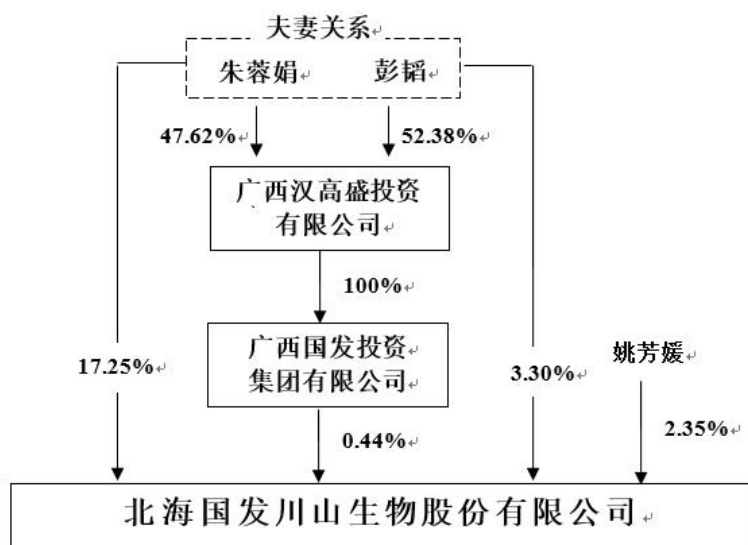 夫妻关系
朱蓉娟 彭韬
47.62% 52.38%
广西汉高盛投资
有限公司
100%
广西国发投资
集团有限公司
17.25%
3.30%
姚芳媛
0.44%
2.35%
北海国发川山生物股份有限公司